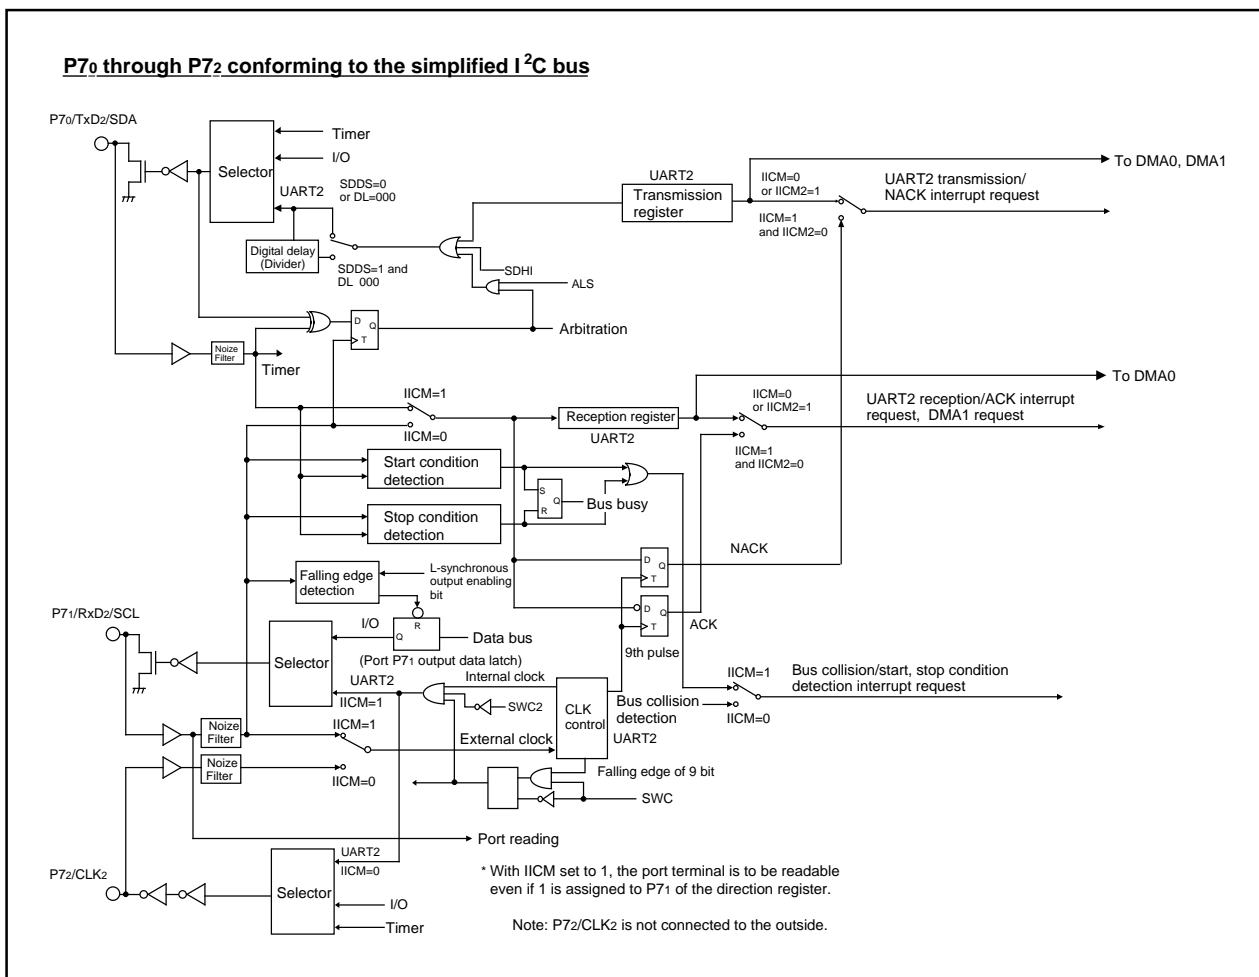 P70 through P72 conforming to the simplified I2C bus
P70/TxD2/SDA
Selector
Timer
I/O
UART2
SDDS=0
or DL=000
Digital delay
(Divider)
SDDS=1 and
DL 000
SDHI
ALS
UART2
Transmission
register
IICM=0
or IICM2=1
IICM=1
and IICM2=0
To DMA0, DMA1
UART2 transmission/
NACK interrupt
request
D
Q
T
Arbitration
Noize
Filter
Timer
IICM=1
IICM=0
Reception register
UART2
To DMA0
IICM=0
or IICM2=1
UART2 reception/ACK interrupt
request, DMA1 request
IICM=1
and IICM2=0
Start condition
detection
Stop condition
detection
S
R
Q
Bus busy
NACK
D
Q
T
D
Q
T
ACK
9th pulse
Falling edge
detection
L-synchronous
output enabling
bit
P71/RxD2/SCL
Selector
I/O
R
Q
Data bus
(Port P71 output data latch)
UART2
IICM=1
Internal clock
SWC2
CLK
control
UART2
Bus collision
detection
IICM=1
IICM=0
Bus collision/start, stop condition
detection interrupt request
Noize
Filter
IICM=1
External clock
Noize
Filter
IICM=0
Falling edge of 9 bit
SWC
Port reading
P72/CLK2
Selector
UART2
IICM=0
I/O
Timer
* With IICM set to 1, the port terminal is to be readable
even if 1 is assigned to P71 of the direction register.
Note: P72/CLK2 is not connected to the outside.